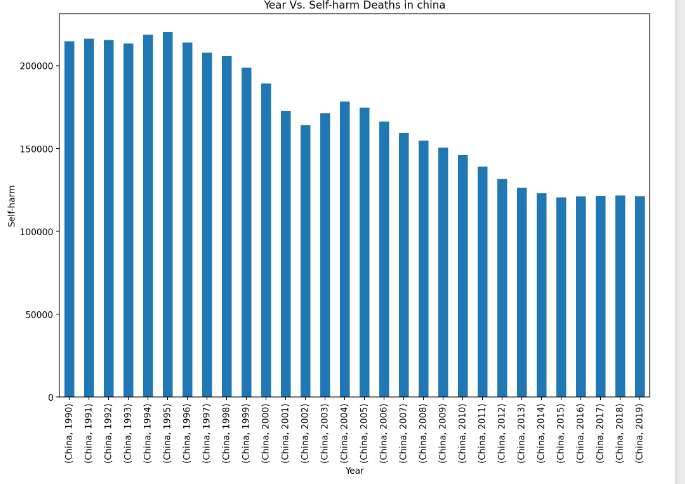 Year Vs. Self-harm Deaths in china
200000
150000
100000
50000
0
Self-harm
(China, 1990)
(China, 1991)
(China, 1992)
(China, 1993)
(China, 1994)
(China, 1995)
(China, 1996)
(China, 1997)
(China, 1998)
(China, 1999)
(China, 2000)
(China, 2001)
(China, 2002)
(China, 2003)
(China, 2004)
(China, 2005)
(China, 2006)
(China, 2007)
(China, 2008)
(China, 2009)
(China, 2010)
(China, 2011)
(China, 2012)
(China, 2013)
(China, 2014)
(China, 2015)
(China, 2016)
(China, 2017)
(China, 2018)
(China, 2019)
Year